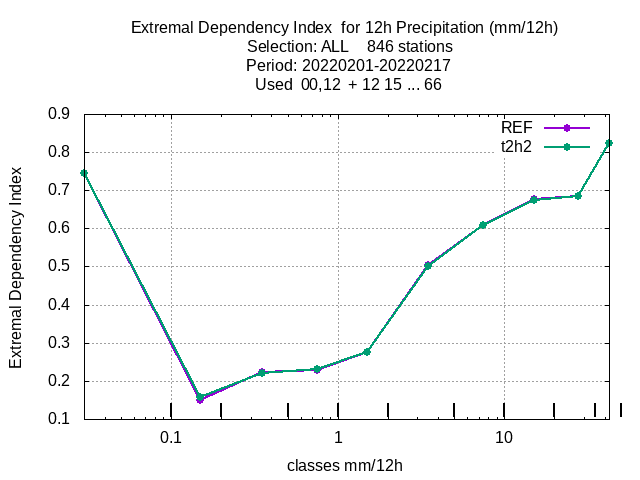 Extremal Dependency Index  for 12h Precipitation (mm/12h)
Selection: ALL    846 stations
Period: 20220201-20220217
Used  00,12  + 12 15 ... 66
REF
t2h2
Extremal Dependency Index
0.9
0.8
0.7
0.6
0.5
0.4
0.3
0.2
0.1
0.1
1
10
classes mm/12h